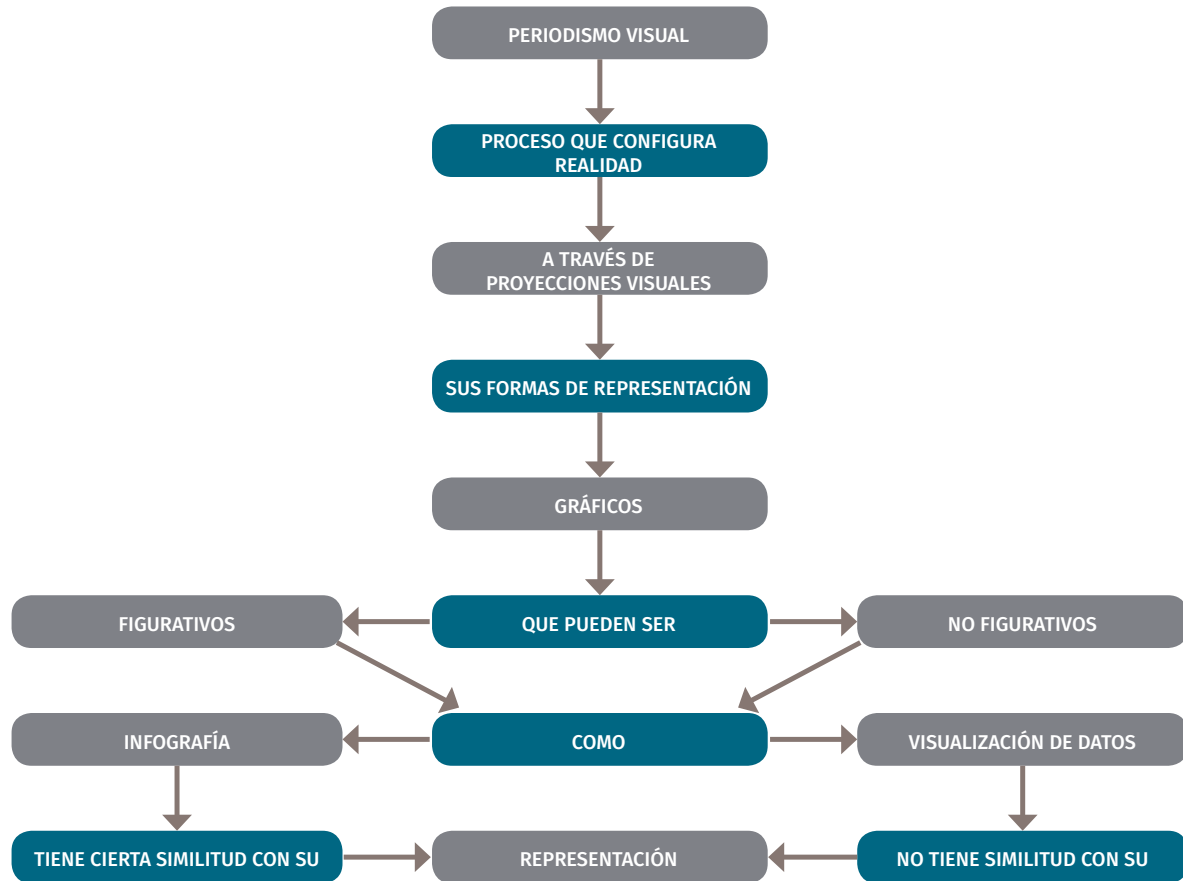 PERIODISMO VISUAL
PROCESO QUE CONFIGURA
REALIDAD
A TRAVÉS DE
PROYECCIONES VISUALES
SUS FORMAS DE REPRESENTACIÓN
GRÁFICOS
FIGURATIVOS
QUE PUEDEN SER
NO FIGURATIVOS
INFOGRAFÍA
COMO
VISUALIZACIÓN DE DATOS
TIENE CIERTA SIMILITUD CON SU
REPRESENTACIÓN
NO TIENE SIMILITUD CON SU